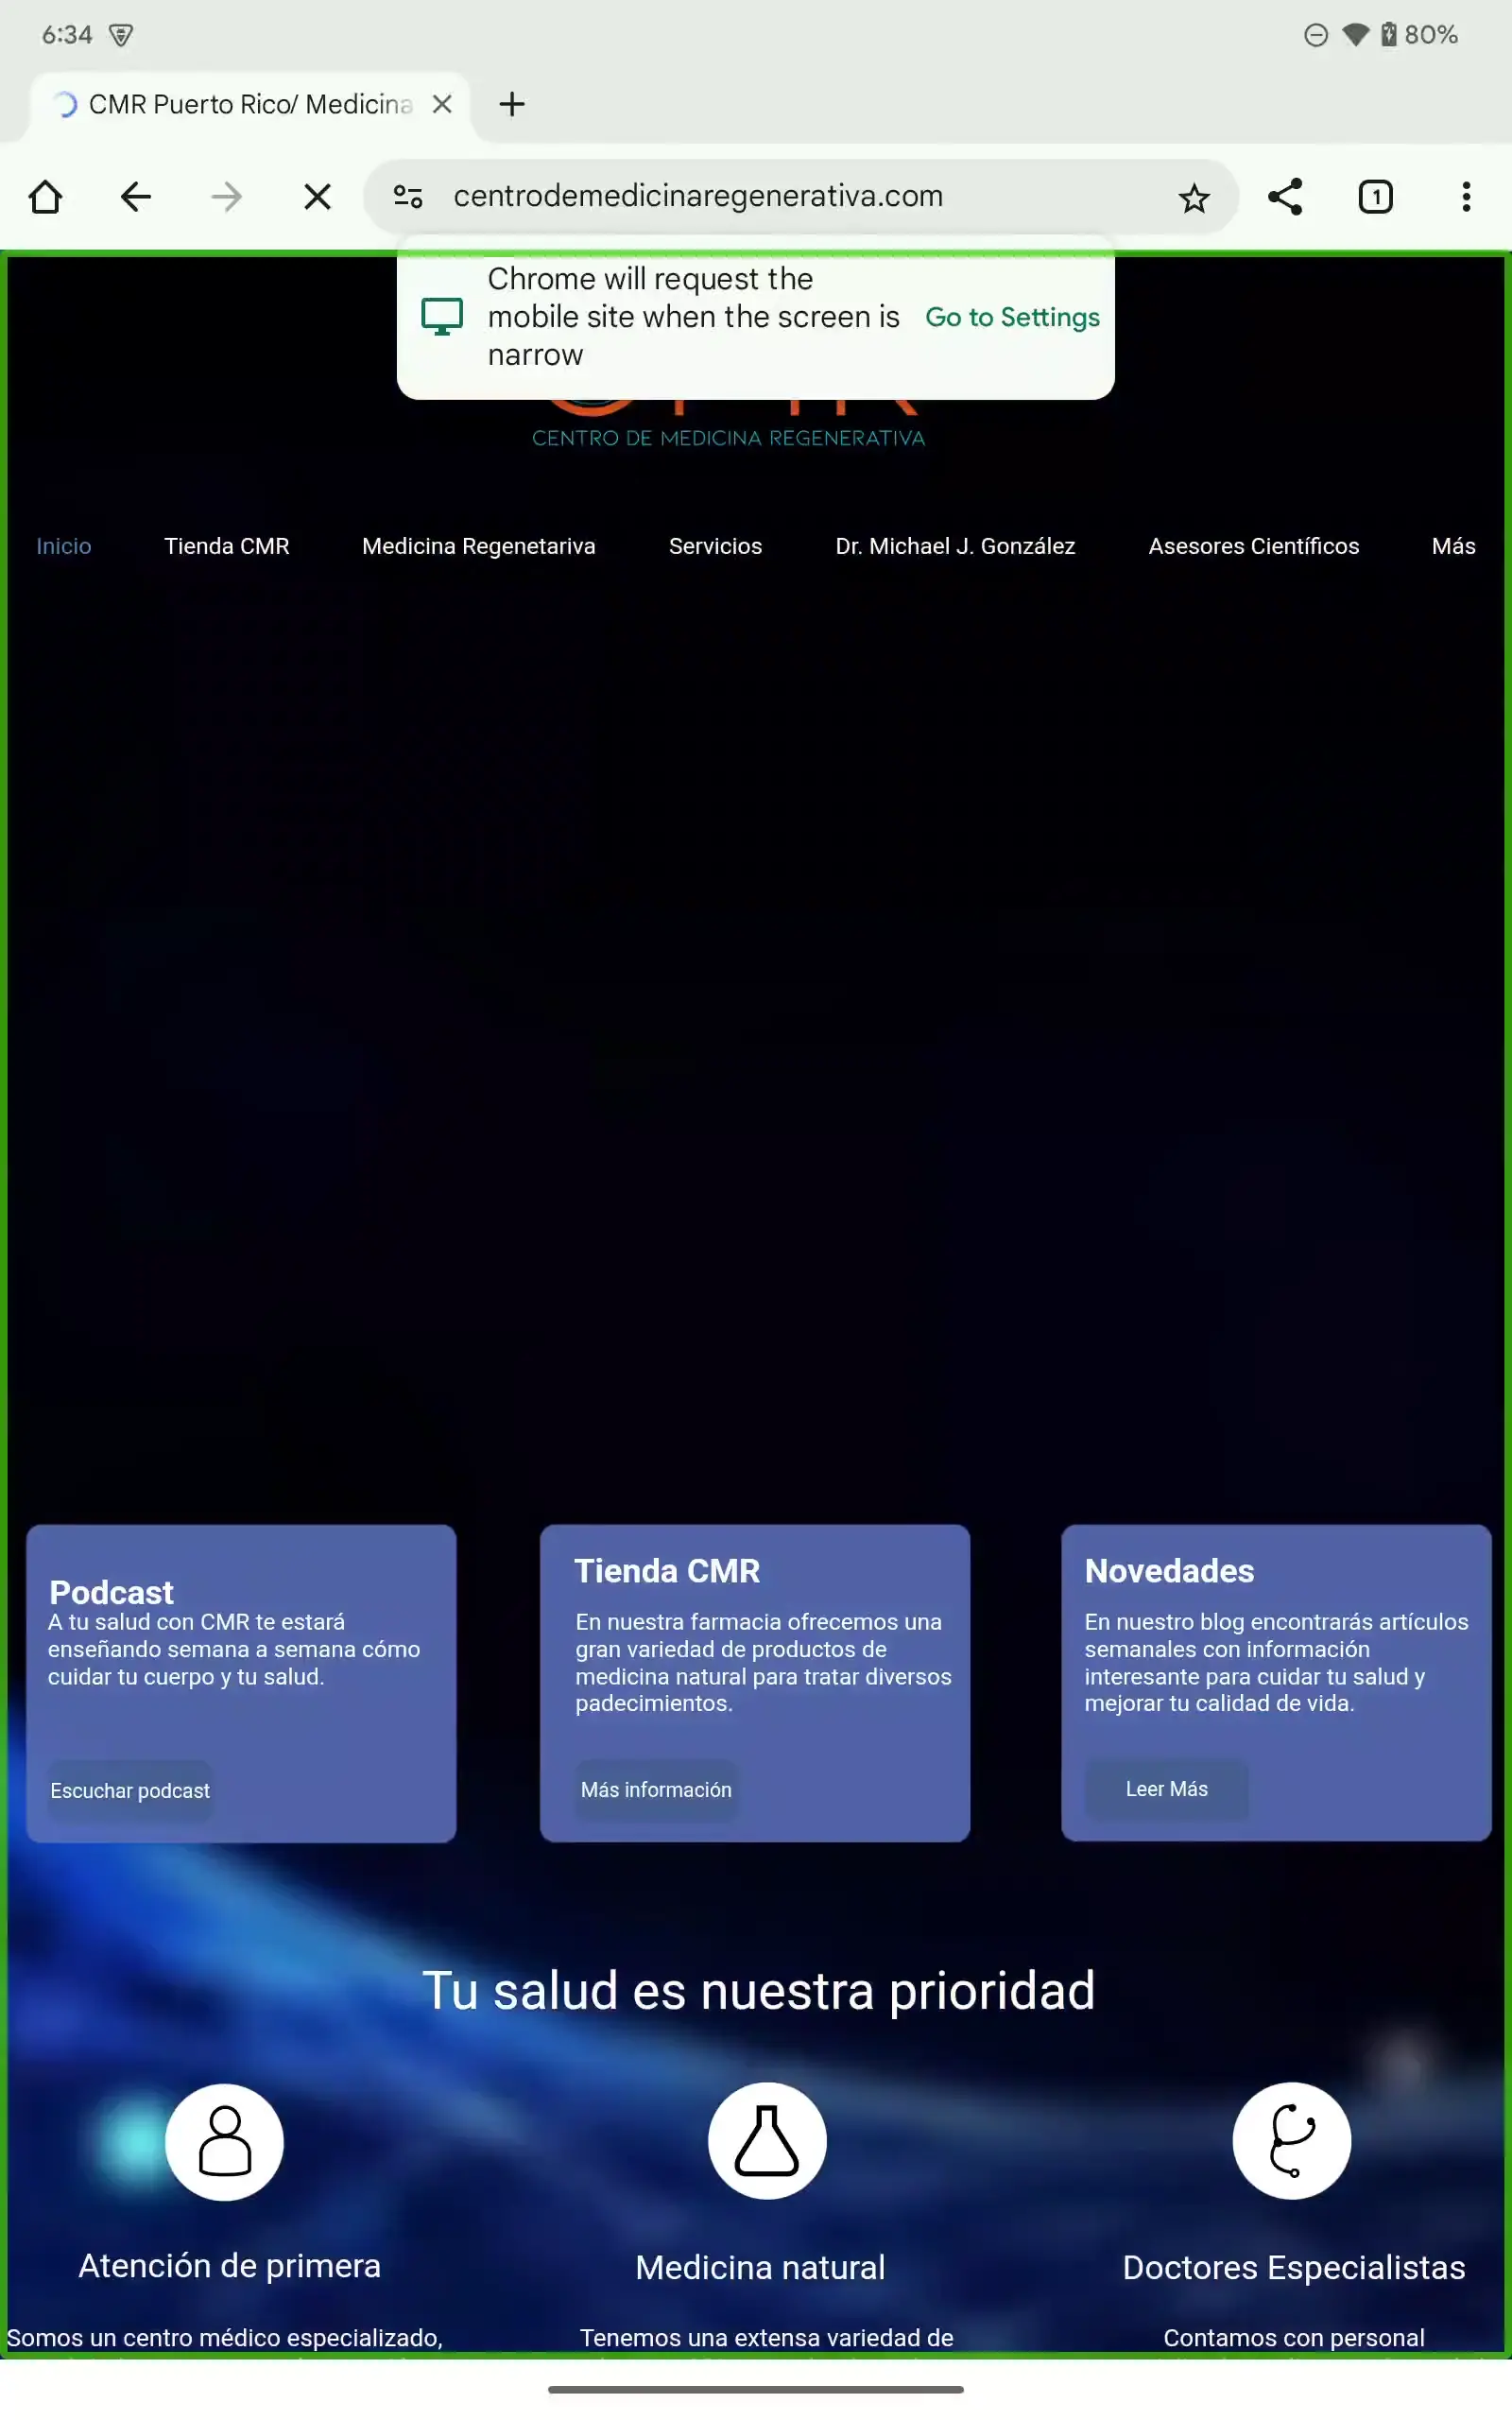 6:34
80%
CMR Puerto Rico/ Medicina
centrodemedicinaregenerativa.com
1
Chrome will request the
mobile site when the screen is
narrow
Go to Settings
CENTRO DE MEDICINA REGENERATIVA
Inicio Tienda CMR Medicina Regenetariva Servicios Dr. Michael J. González Asesores Científicos Más
Podcast
A tu salud con CMR te estará
enseñando semana a semana cómo
cuidar tu cuerpo y tu salud.
Escuchar podcast
Tienda CMR
En nuestra farmacia ofrecemos una
gran variedad de productos de
medicina natural para tratar diversos
padecimientos.
Más información
Novedades
En nuestro blog encontrarás artículos
semanales con información
interesante para cuidar tu salud y
mejorar tu calidad de vida.
Leer Más
Tu salud es nuestra prioridad
Atención de primera
Somos un centro médico especializado,
Medicina natural
Tenemos una extensa variedad de
Doctores Especialistas
Contamos con personal